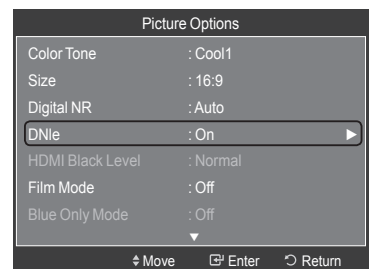 Picture Options
Color Tone : Cool1
Size : 16:9
Digital NR : Auto
DNIe : On
HDMI Black Level : Normal
Film Mode : Off
Blue Only Mode : Off
Move Enter Return